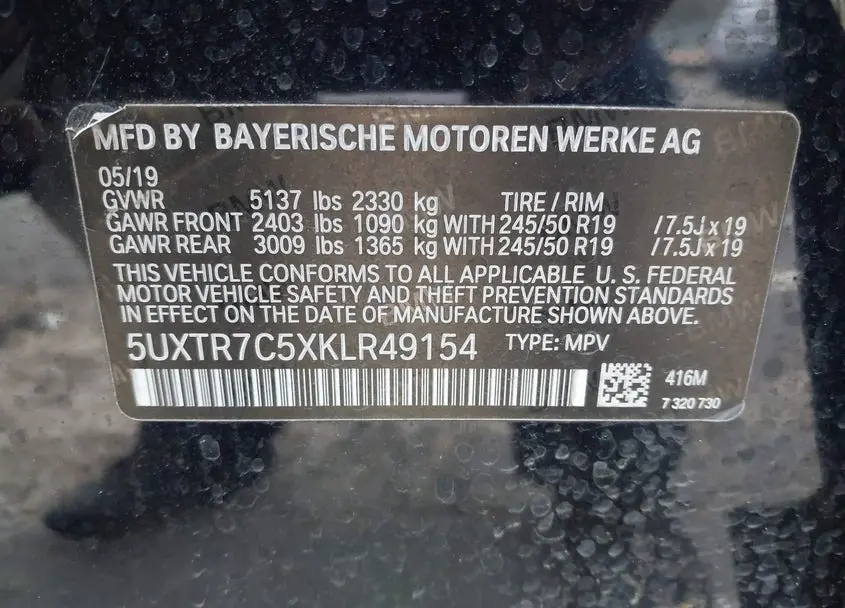 MFD BY BAYERISCHE MOTOREN WERKE AG
05/19
GVWR 5137 lbs 2330 kg TIRE / RIM
GAWR FRONT 2403 lbs 1090 kg WITH 245/50 R19 / 7.5J x 19
GAWR REAR 3009 lbs 1365 kg WITH 245/50 R19 / 7.5J x 19
THIS VEHICLE CONFORMS TO ALL APPLICABLE U. S. FEDERAL
MOTOR VEHICLE SAFETY AND THEFT PREVENTION STANDARDS
IN EFFECT ON THE DATE OF MANUFACTURE SHOWN ABOVE.
5UXTR7C5XKLR49154 TYPE: MPV
416M
7 320 730